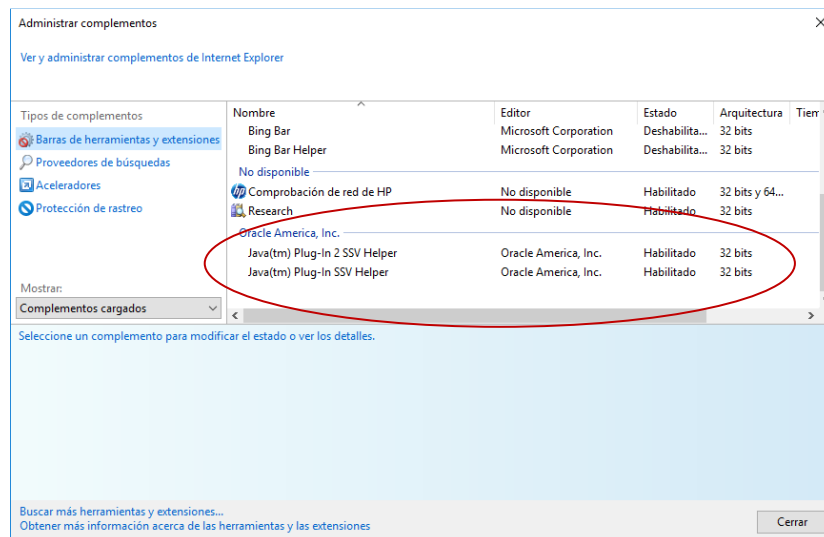 Administrar complementos
Ver y administrar complementos de Internet Explorer
Tipos de complementos
Barras de herramientas y extensiones
Proveedores de búsquedas
Aceleradores
Protección de rastreo
Mostrar:
Complementos cargados
Nombre Editor Estado Arquitectura Tiem
Bing Bar Microsoft Corporation Deshabilita... 32 bits
Bing Bar Helper Microsoft Corporation Deshabilita... 32 bits
No disponible
Comprobación de red de HP No disponible Habilitado 32 bits y 64...
Research No disponible Habilitado 32 bits
Oracle America, Inc.
Java(tm) Plug-In 2 SSV Helper Oracle America, Inc. Habilitado 32 bits
Java(tm) Plug-In SSV Helper Oracle America, Inc. Habilitado 32 bits
Seleccione un complemento para modificar el estado o ver los detalles.
Buscar más herramientas y extensiones...
Obtener más información acerca de las herramientas y las extensiones
Cerrar